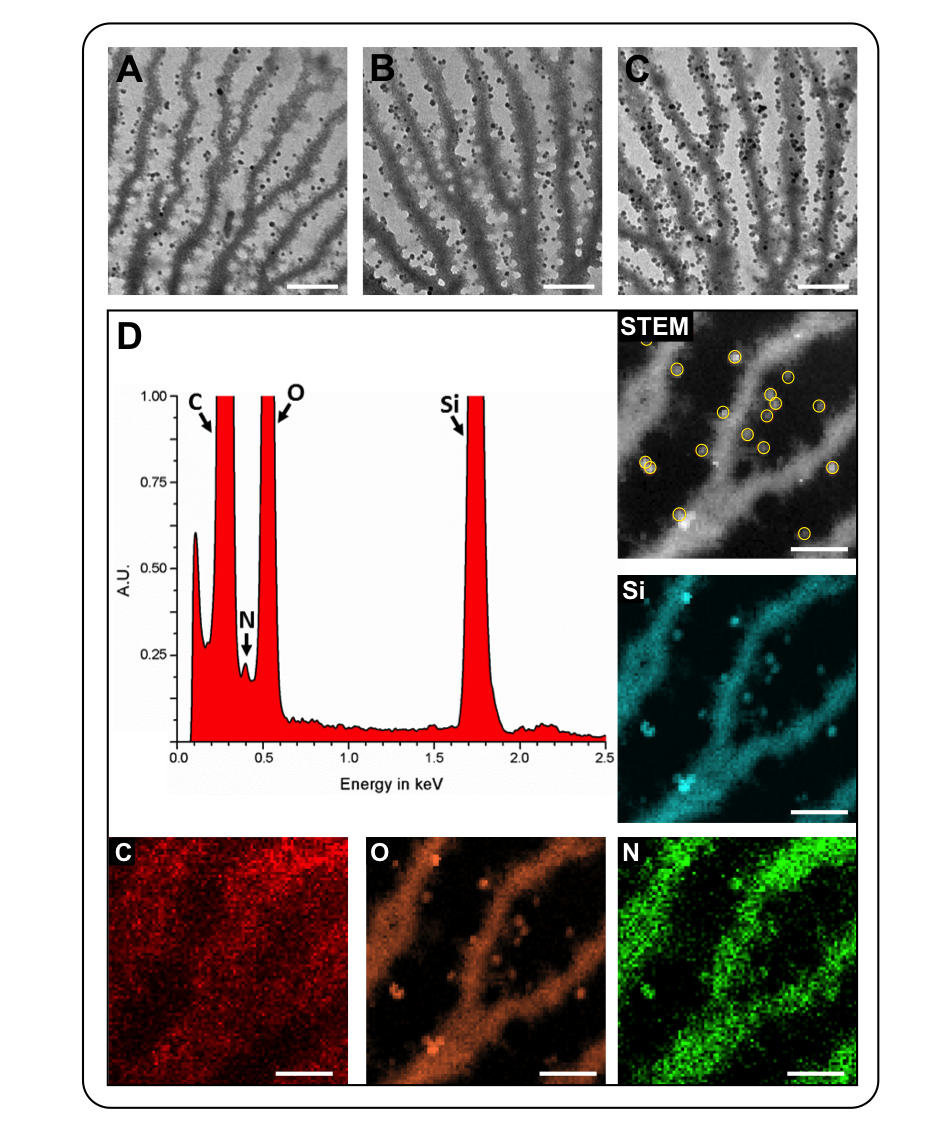 A
B
C
D
STEM
C
O
Si
1.00
0.75
A.U.
0.50
N
0.25
0.0
0.5
1.0
1.5
2.0
2.5
Energy in keV
Si
C
O
N